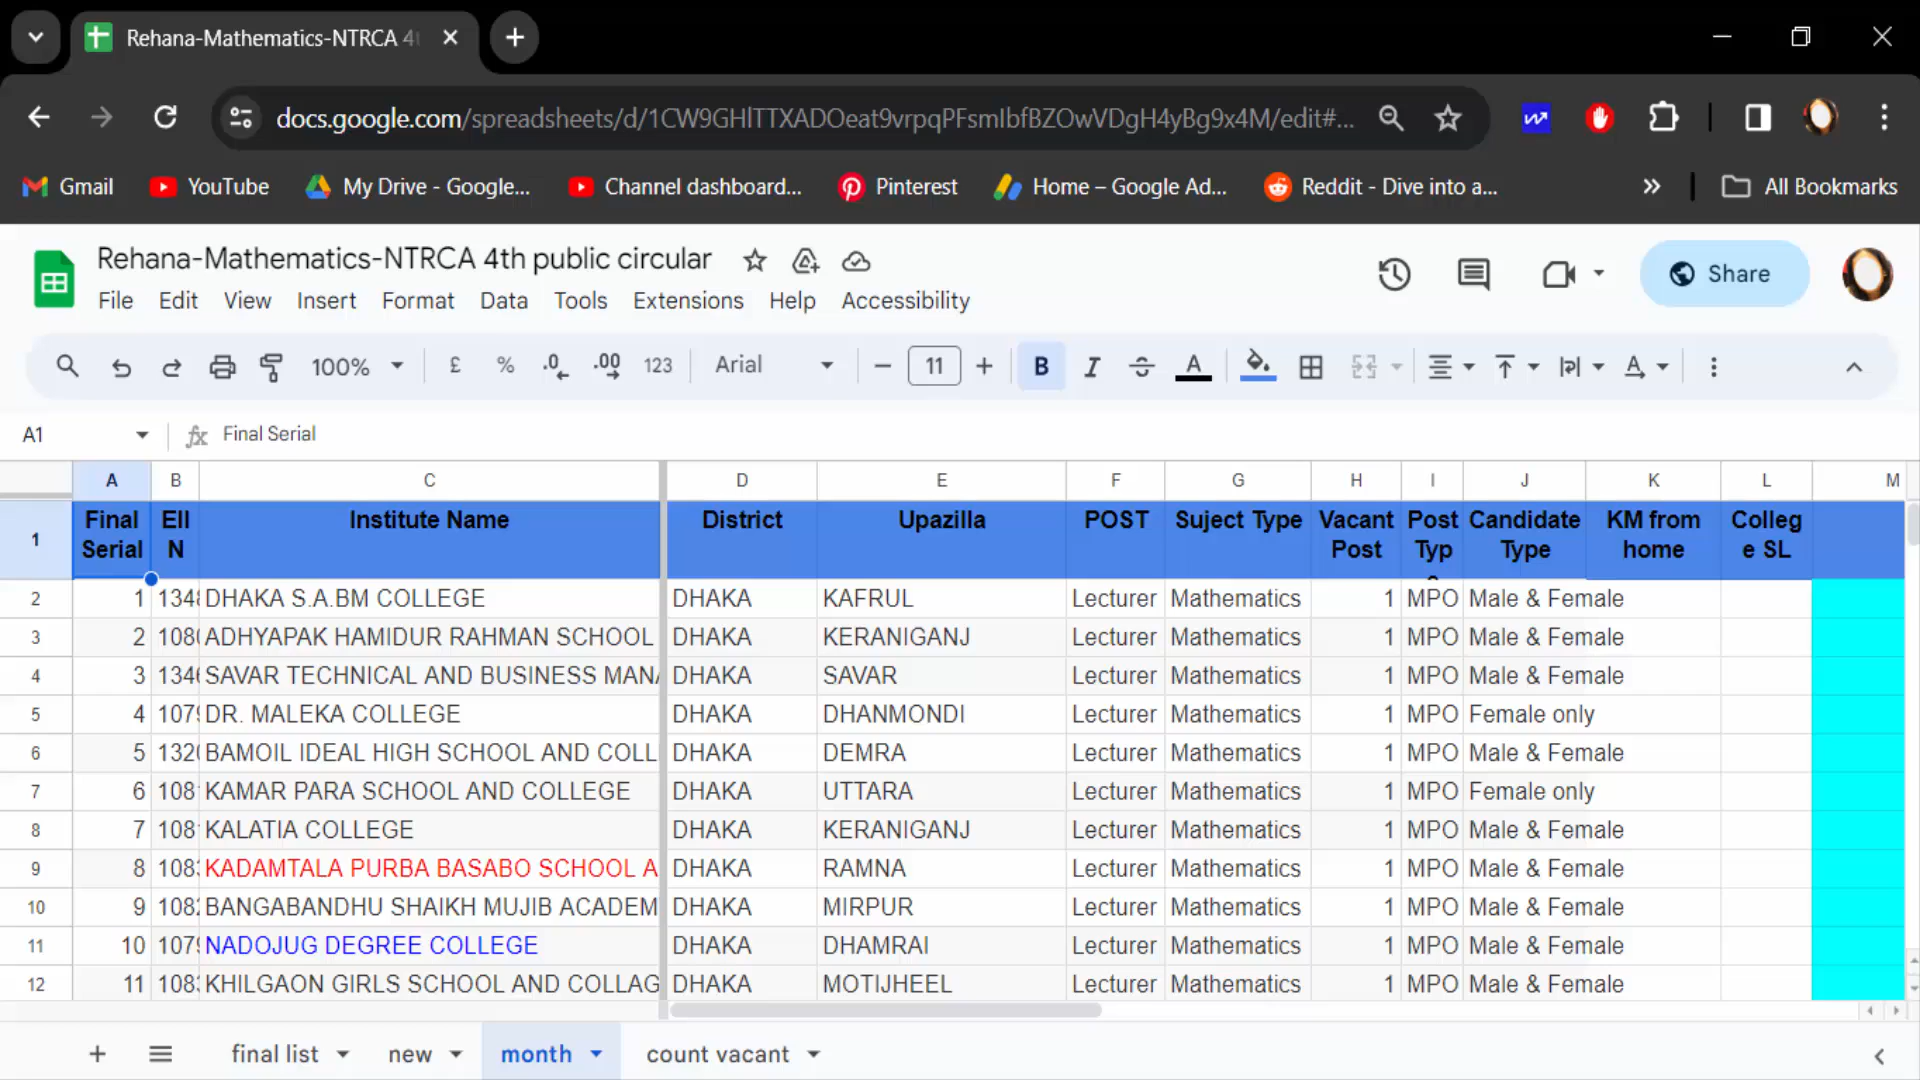 Rehana-Mathematics-NTRCA 4
docs.google.com/spreadsheets/d/1CW9GHlTTXADOeat9vrpqPFsmIbfBZOwVDgH4yBg9x4M/edit#...
Gmail YouTube My Drive - Google... Channel dashboard... Pinterest Home – Google Ad... Reddit - Dive into a... » All Bookmarks
Rehana-Mathematics-NTRCA 4th public circular
Share
File Edit View Insert Format Data Tools Extensions Help Accessibility
100% £ % .0 .00 123 Arial 11 B I A A
A1 fx Final Serial
A B C D E F G H I J K L M
1 Final Serial EII N Institute Name District Upazilla POST Suject Type Vacant Post Post Typ Candidate Type KM from home Colleg e SL
2 1 134 DHAKA S.A.BM COLLEGE DHAKA KAFRUL Lecturer Mathematics 1 MPO Male & Female
3 2 108 ADHYAPAK HAMIDUR RAHMAN SCHOOL DHAKA KERANIGANJ Lecturer Mathematics 1 MPO Male & Female
4 3 134 SAVAR TECHNICAL AND BUSINESS MAN DHAKA SAVAR Lecturer Mathematics 1 MPO Male & Female
5 4 107 DR. MALEKA COLLEGE DHAKA DHANMONDI Lecturer Mathematics 1 MPO Female only
6 5 132 BAMOIL IDEAL HIGH SCHOOL AND COLL DHAKA DEMRA Lecturer Mathematics 1 MPO Male & Female
7 6 108 KAMAR PARA SCHOOL AND COLLEGE DHAKA UTTARA Lecturer Mathematics 1 MPO Female only
8 7 108 KALATIA COLLEGE DHAKA KERANIGANJ Lecturer Mathematics 1 MPO Male & Female
9 8 108 KADAMTALA PURBA BASABO SCHOOL A DHAKA RAMNA Lecturer Mathematics 1 MPO Male & Female
10 9 108 BANGABANDHU SHAIKH MUJIB ACADEM DHAKA MIRPUR Lecturer Mathematics 1 MPO Male & Female
11 10 107 NADOJUG DEGREE COLLEGE DHAKA DHAMRAI Lecturer Mathematics 1 MPO Male & Female
12 11 108 KHILGAON GIRLS SCHOOL AND COLLAG DHAKA MOTIJHEEL Lecturer Mathematics 1 MPO Male & Female
final list new month count vacant